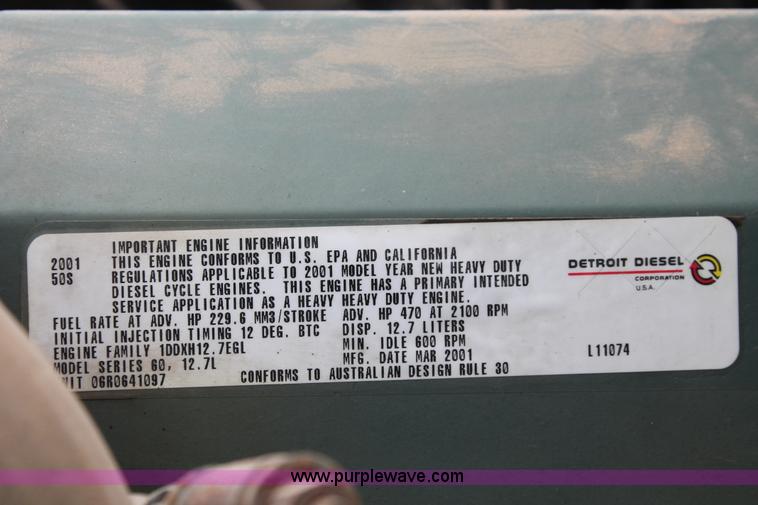 IMPORTANT ENGINE INFORMATION
2001 THIS ENGINE CONFORMS TO U.S. EPA AND CALIFORNIA
50S REGULATIONS APPLICABLE TO 2001 MODEL YEAR NEW HEAVY DUTY
DIESEL CYCLE ENGINES. THIS ENGINE HAS A PRIMARY INTENDED
SERVICE APPLICATION AS A HEAVY HEAVY DUTY ENGINE.
FUEL RATE AT ADV. HP 229.6 MM3/STROKE ADV. HP 470 AT 2100 RPM
INITIAL INJECTION TIMING 12 DEG. BTC DISP. 12.7 LITERS
ENGINE FAMILY 1DDXH12.7EGL MIN. IDLE 600 RPM
MODEL SERIES 60, 12.7L MFG. DATE MAR 2001
UNIT 06R0641097 CONFORMS TO AUSTRALIAN DESIGN RULE 30
DETROIT DIESEL
CORPORATION
U.S.A.
L11074
www.purplewave.com